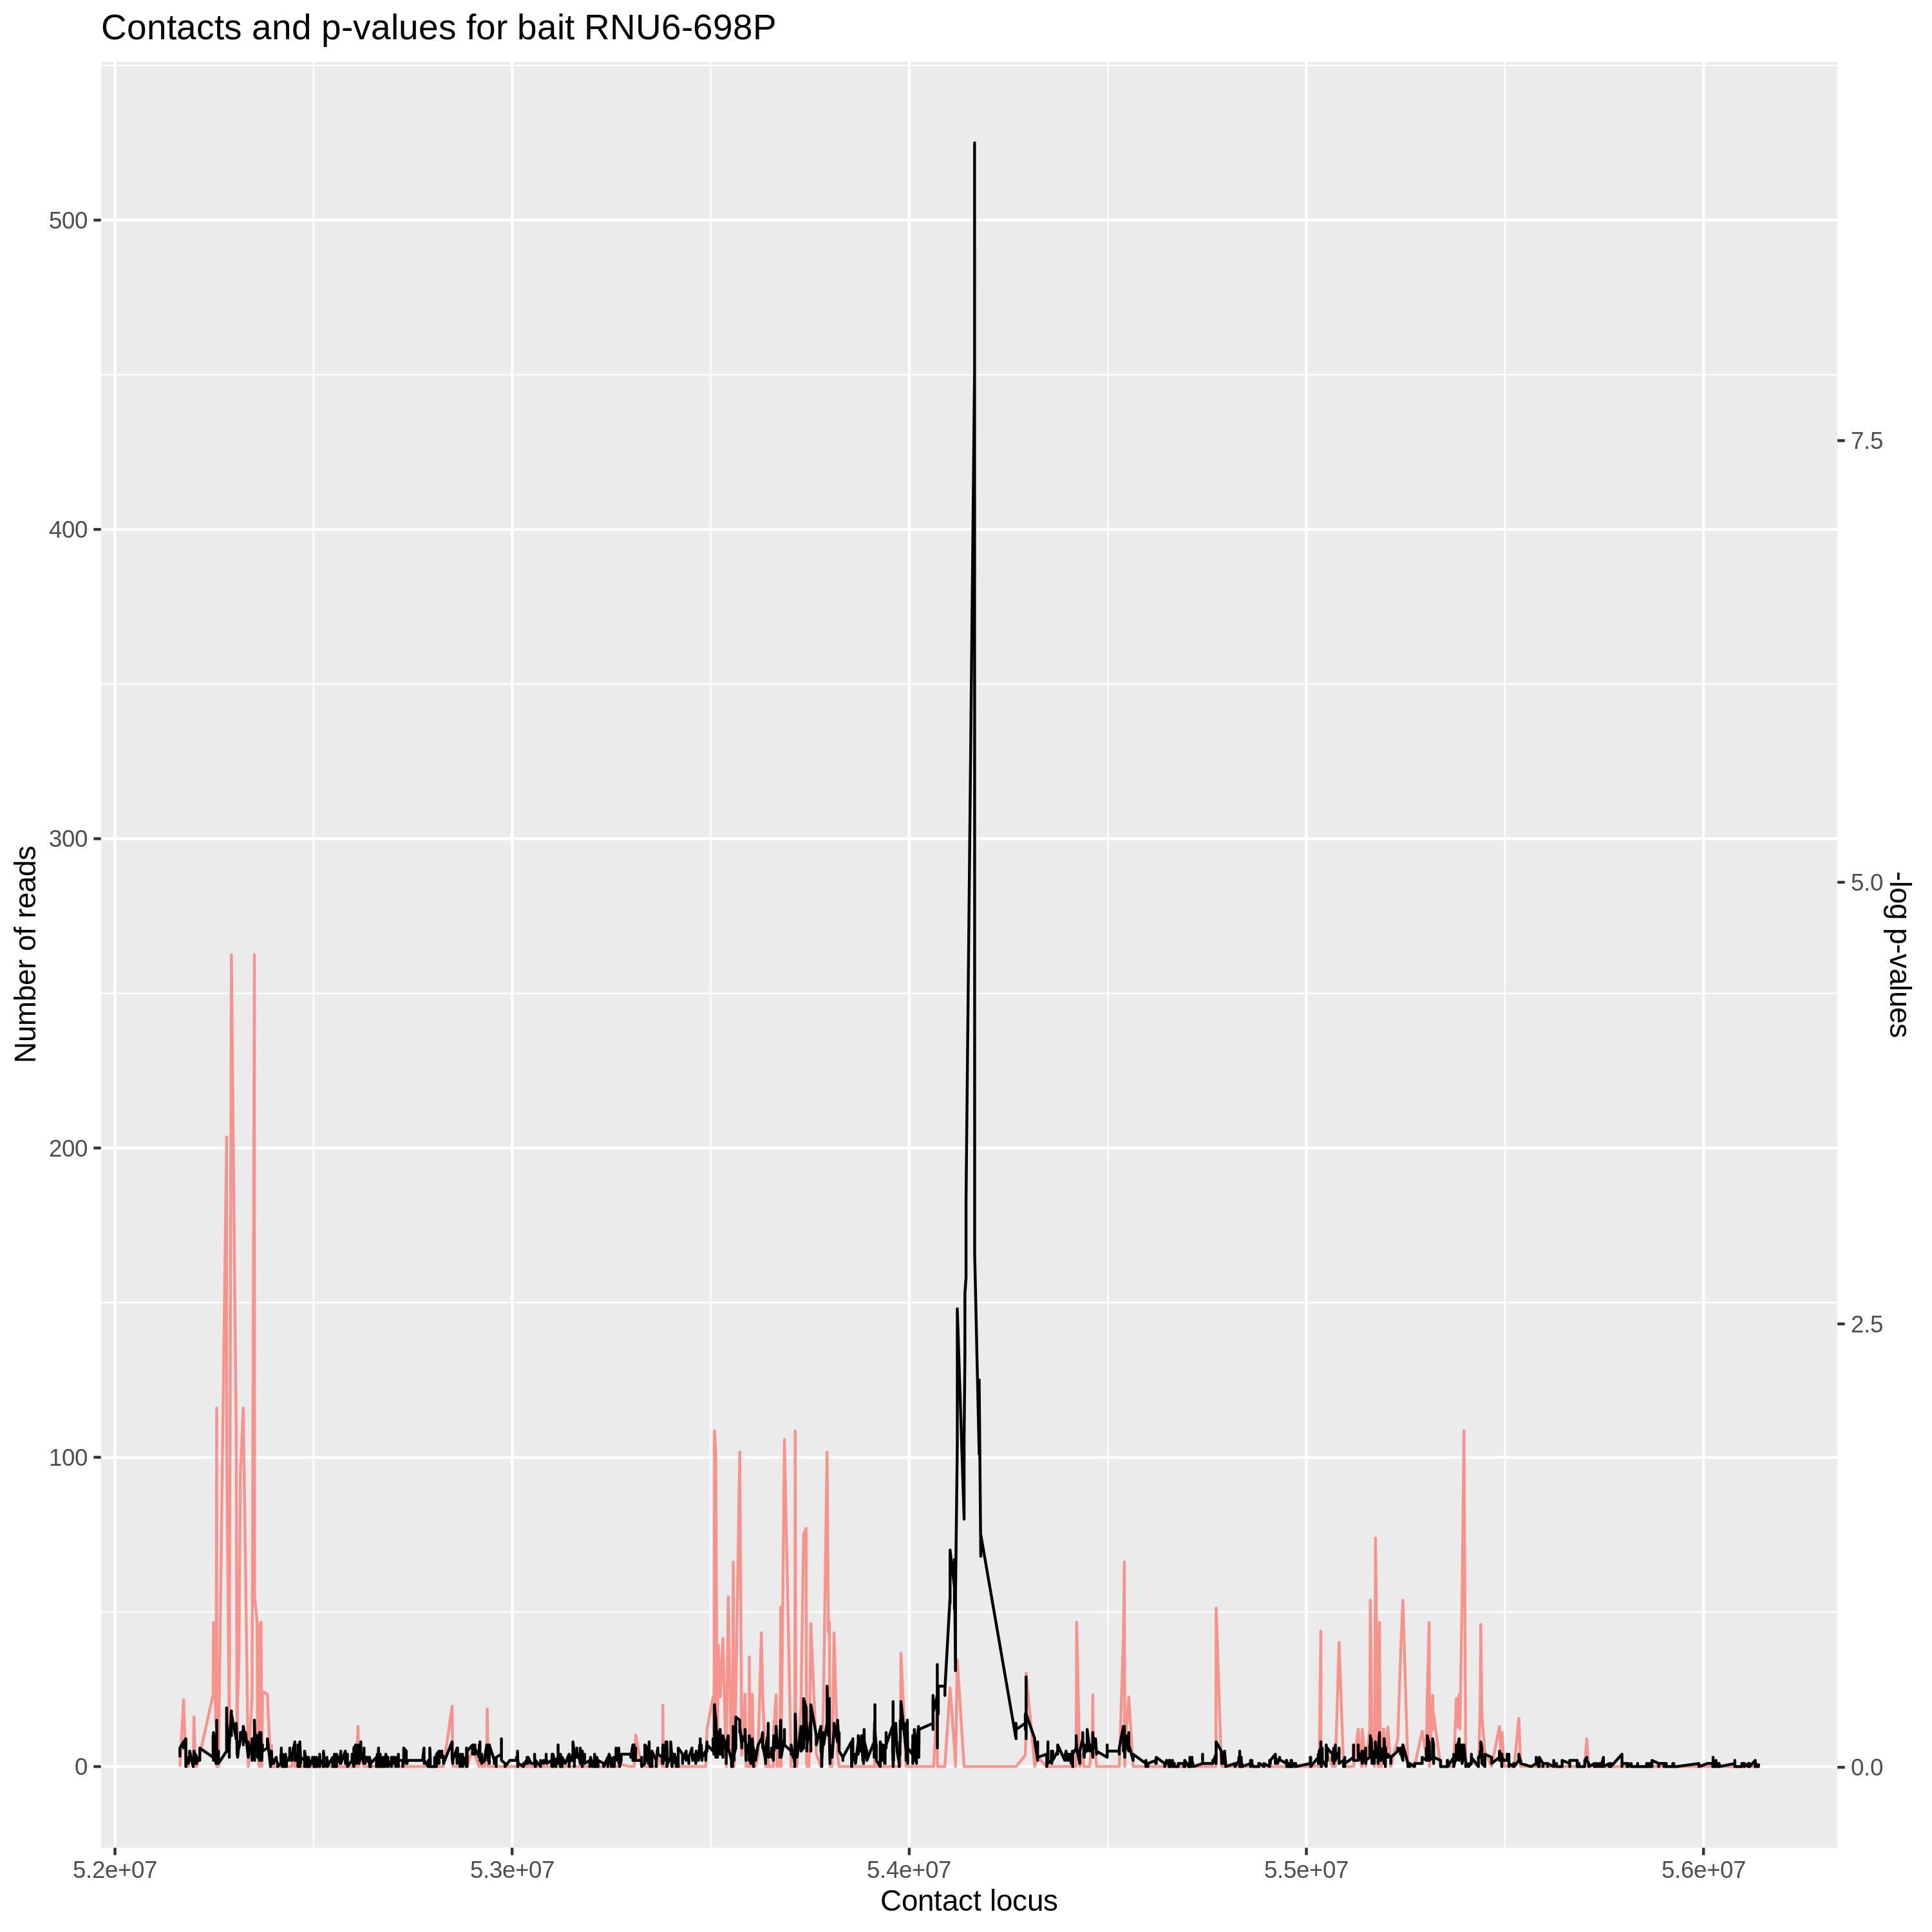 Contacts and p-values for bait RNU6-698P
500
400
300
200
100
0
Number of reads
7.5
5.0
2.5
0.0
-log p-values
5.2e+07
5.3e+07
5.4e+07
5.5e+07
5.6e+07
Contact locus